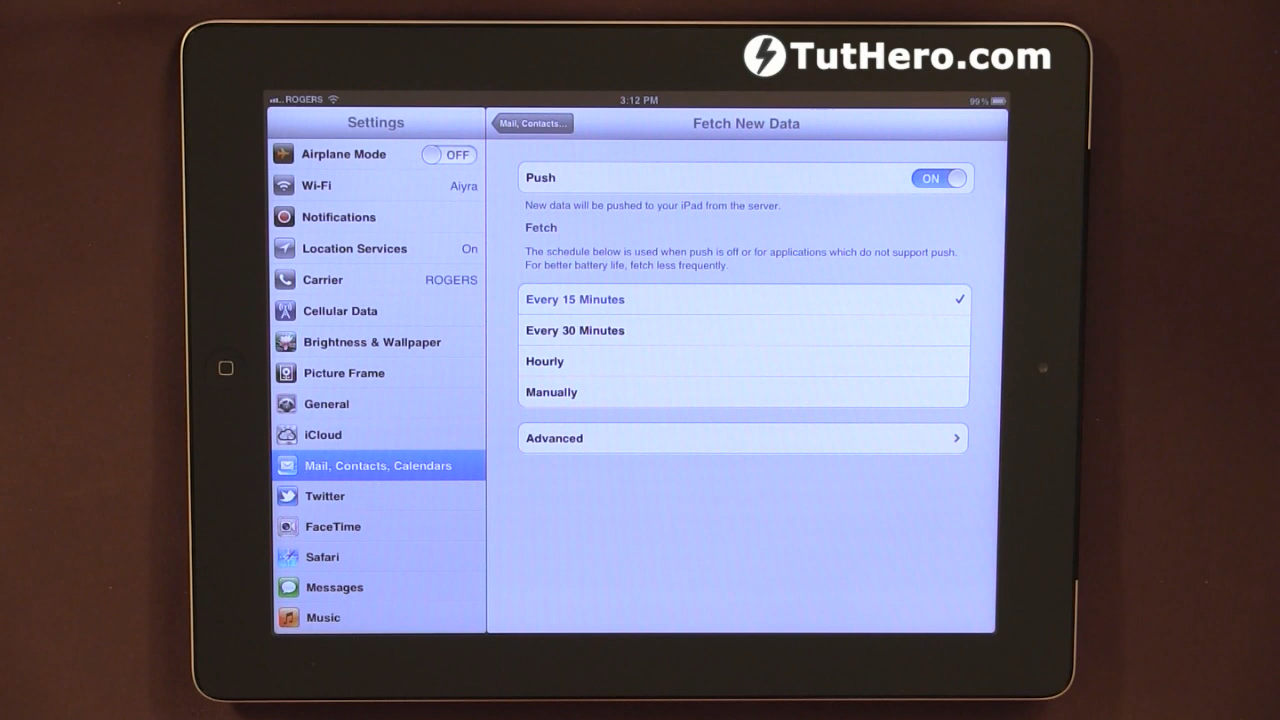 TutHero.com
ROGERS
3:12 PM
99%
Settings
Mail, Contacts...
Fetch New Data
Airplane Mode OFF
Wi-Fi Aiyra
Notifications
Location Services On
Carrier ROGERS
Cellular Data
Brightness & Wallpaper
Picture Frame
General
iCloud
Mail, Contacts, Calendars
Twitter
FaceTime
Safari
Messages
Music
Push ON
New data will be pushed to your iPad from the server.
Fetch
The schedule below is used when push is off or for applications which do not support push.
For better battery life, fetch less frequently.
Every 15 Minutes
Every 30 Minutes
Hourly
Manually
Advanced